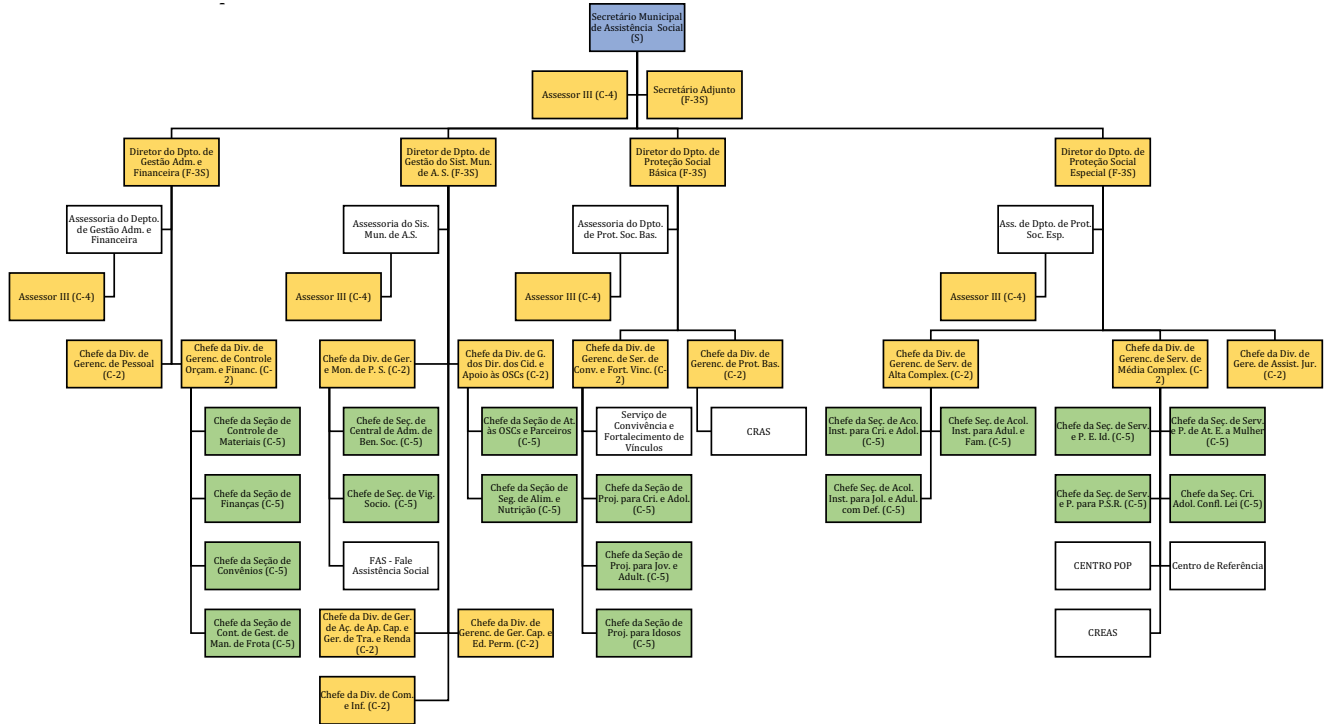 Secretário Municipal
de Assistência Social
(S)
Assessor III (C-4)
Secretário Adjunto
(F-3S)
Diretor do Dpto. de
Gestão Adm. e
Financeira (F-3S)
Diretor de Dpto. de
Gestão do Sist. Mun.
de A. S. (F-3S)
Diretor do Dpto. de
Proteção Social
Básica (F-3S)
Diretor do Dpto. de
Proteção Social
Especial (F-3S)
Assessoria do Depto.
de Gestão Adm. e
Financeira
Assessoria do Sis.
Mun. de A.S.
Assessoria do Dpto.
de Prot. Soc. Bas.
Ass. de Dpto. de Prot.
Soc. Esp.
Assessor III (C-4)
Assessor III (C-4)
Assessor III (C-4)
Assessor III (C-4)
Chefe da Div. de
Gerenc. de Pessoal
(C-2)
Chefe da Div. de
Gerenc. de Controle
Orçam. e Financ. (C-
2)
Chefe da Div. de Ger.
e Mon. de P. S. (C-2)
Chefe da Div. de G.
dos Dir. dos Cid. e
Apoio às OSCs (C-2)
Chefe da Div. de
Gerenc. de Ser. de
Conv. e Fort. Vinc. (C-
2)
Chefe da Div. de
Gerenc. de Prot. Bas.
(C-2)
Chefe da Div. de
Gerenc. de Serv. de
Alta Complex. (C-2)
Chefe da Div. de
Gerenc. de Serv. de
Média Complex. (C-
2)
Chefe da Div. de
Gere. de Assist. Jur.
(C-2)
Chefe da Seção de
Controle de
Materiais (C-5)
Chefe de Seç. de
Central de Adm. de
Ben. Soc. (C-5)
Chefe da Seção de At.
às OSCs e Parceiros
(C-5)
Serviço de
Convivência e
Fortalecimento de
Vínculos
CRAS
Chefe da Seç. de Aco.
Inst. para Cri. e Adol.
(C-5)
Chefe da Seç. de Acol.
Inst. para Adul. e
Fam. (C-5)
Chefe da Seç. de Serv.
e P. E. Id. (C-5)
Chefe da Seç. de Serv.
e P. de At. E. a Mulher
(C-5)
Chefe da Seção de
Finanças (C-5)
Chefe de Seç. de Vig.
Socio. (C-5)
Chefe da Seção de
Seg. de Alim. e
Nutrição (C-5)
Chefe da Seção de
Proj. para Cri. e Adol.
(C-5)
Chefe Seç. de Acol.
Inst. para Jol. e Adul.
com Def. (C-5)
Chefe da Seç. de Serv.
e P. para P.S.R. (C-5)
Chefe da Seç. Cri.
Adol. Confl. Lei (C-5)
Chefe da Seção de
Convênios (C-5)
FAS - Fale
Assistência Social
Chefe da Seção de
Proj. para Jov. e
Adult. (C-5)
CENTRO POP
Centro de Referência
Chefe da Seção de
Cont. de Gest. de
Man. de Frota (C-5)
Chefe da Div. de Ger.
de Aç. de Ap. Cap. e
Ger. de Tra. e Renda
(C-2)
Chefe da Div. de
Gerenc. de Ger. Cap. e
Ed. Perm. (C-2)
Chefe da Seção de
Proj. para Idosos
(C-5)
CREAS
Chefe da Div. de Com.
e Inf. (C-2)